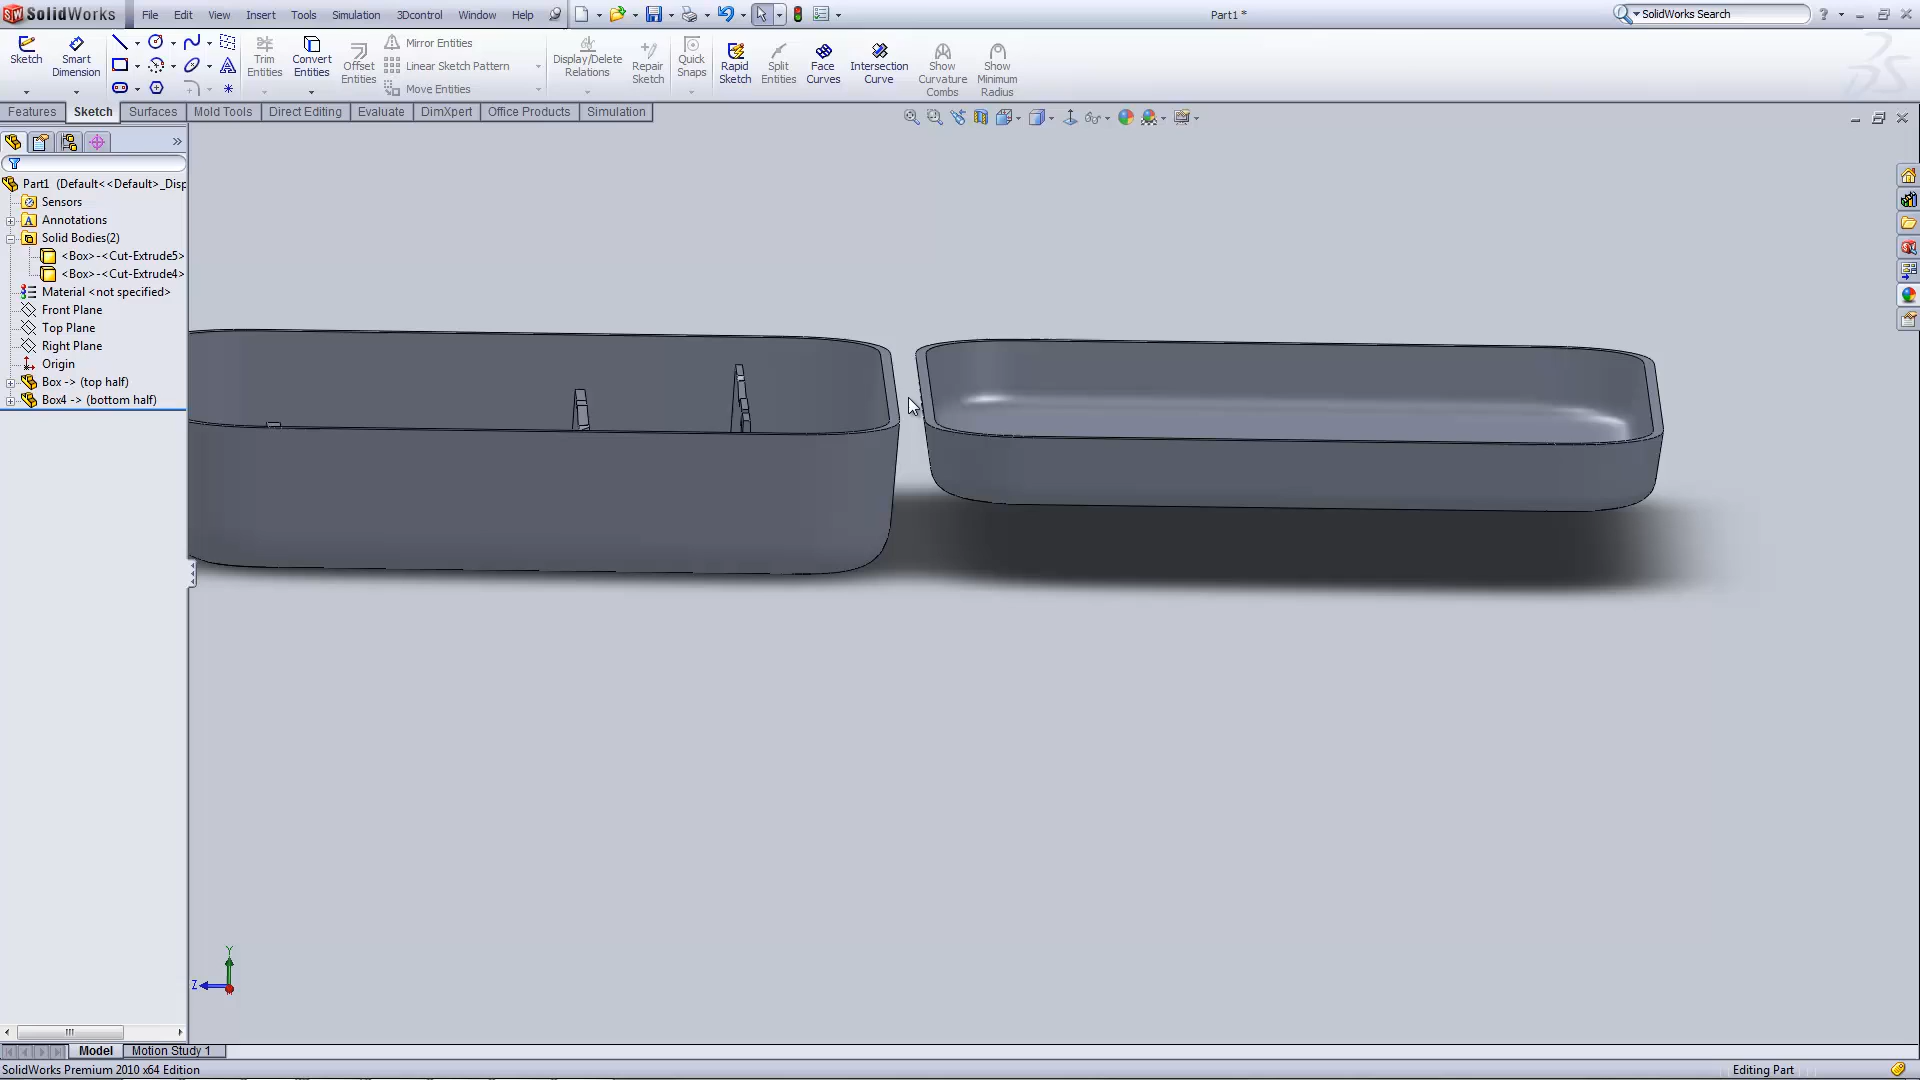 SolidWorks File Edit View Insert Tools Simulation 3Dcontrol Window Help Part1 * SolidWorks Search
Sketch Smart Dimension Trim Entities Convert Entities Offset Entities Mirror Entities Display/Delete Relations Repair Sketch Quick Snaps Rapid Sketch Split Entities Face Curves Intersection Curve Show Curvature Combs Show Minimum Radius
Linear Sketch Pattern
Move Entities
Features Sketch Surfaces Mold Tools Direct Editing Evaluate DimXpert Office Products Simulation
Part1 (Default<<Default>_Disp
Sensors
Annotations
Solid Bodies(2)
<Box>-<Cut-Extrude5>
<Box>-<Cut-Extrude4>
Material <not specified>
Front Plane
Top Plane
Right Plane
Origin
Box -> (top half)
Box4 -> (bottom half)
Y
Z
Model Motion Study 1
SolidWorks Premium 2010 x64 Edition Editing Part